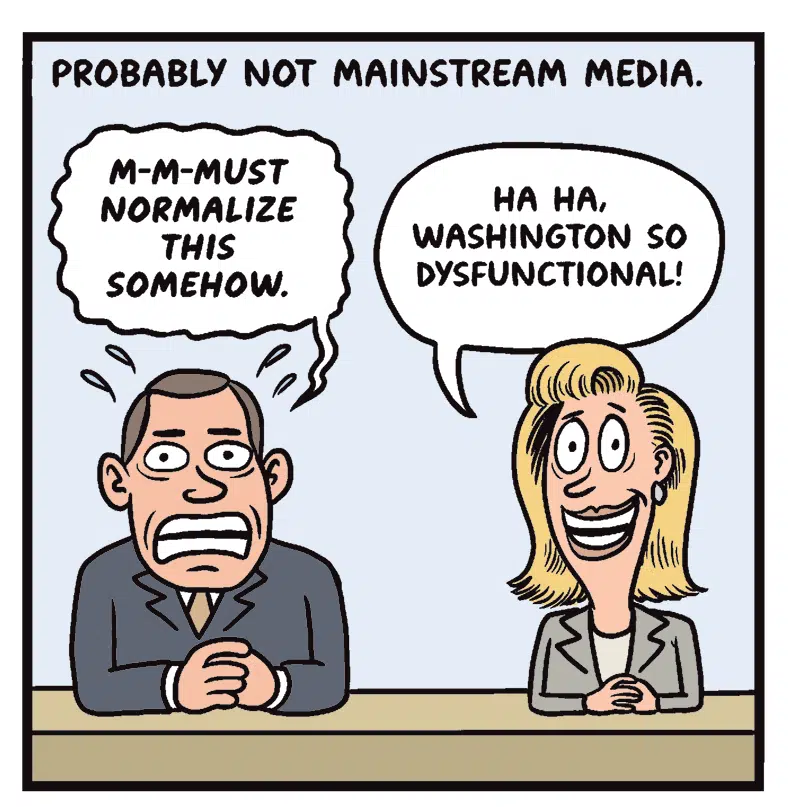 PROBABLY NOT MAINSTREAM MEDIA.
M-M-MUST
NORMALIZE
THIS
SOMEHOW.
HA HA,
WASHINGTON SO
DYSFUNCTIONAL!